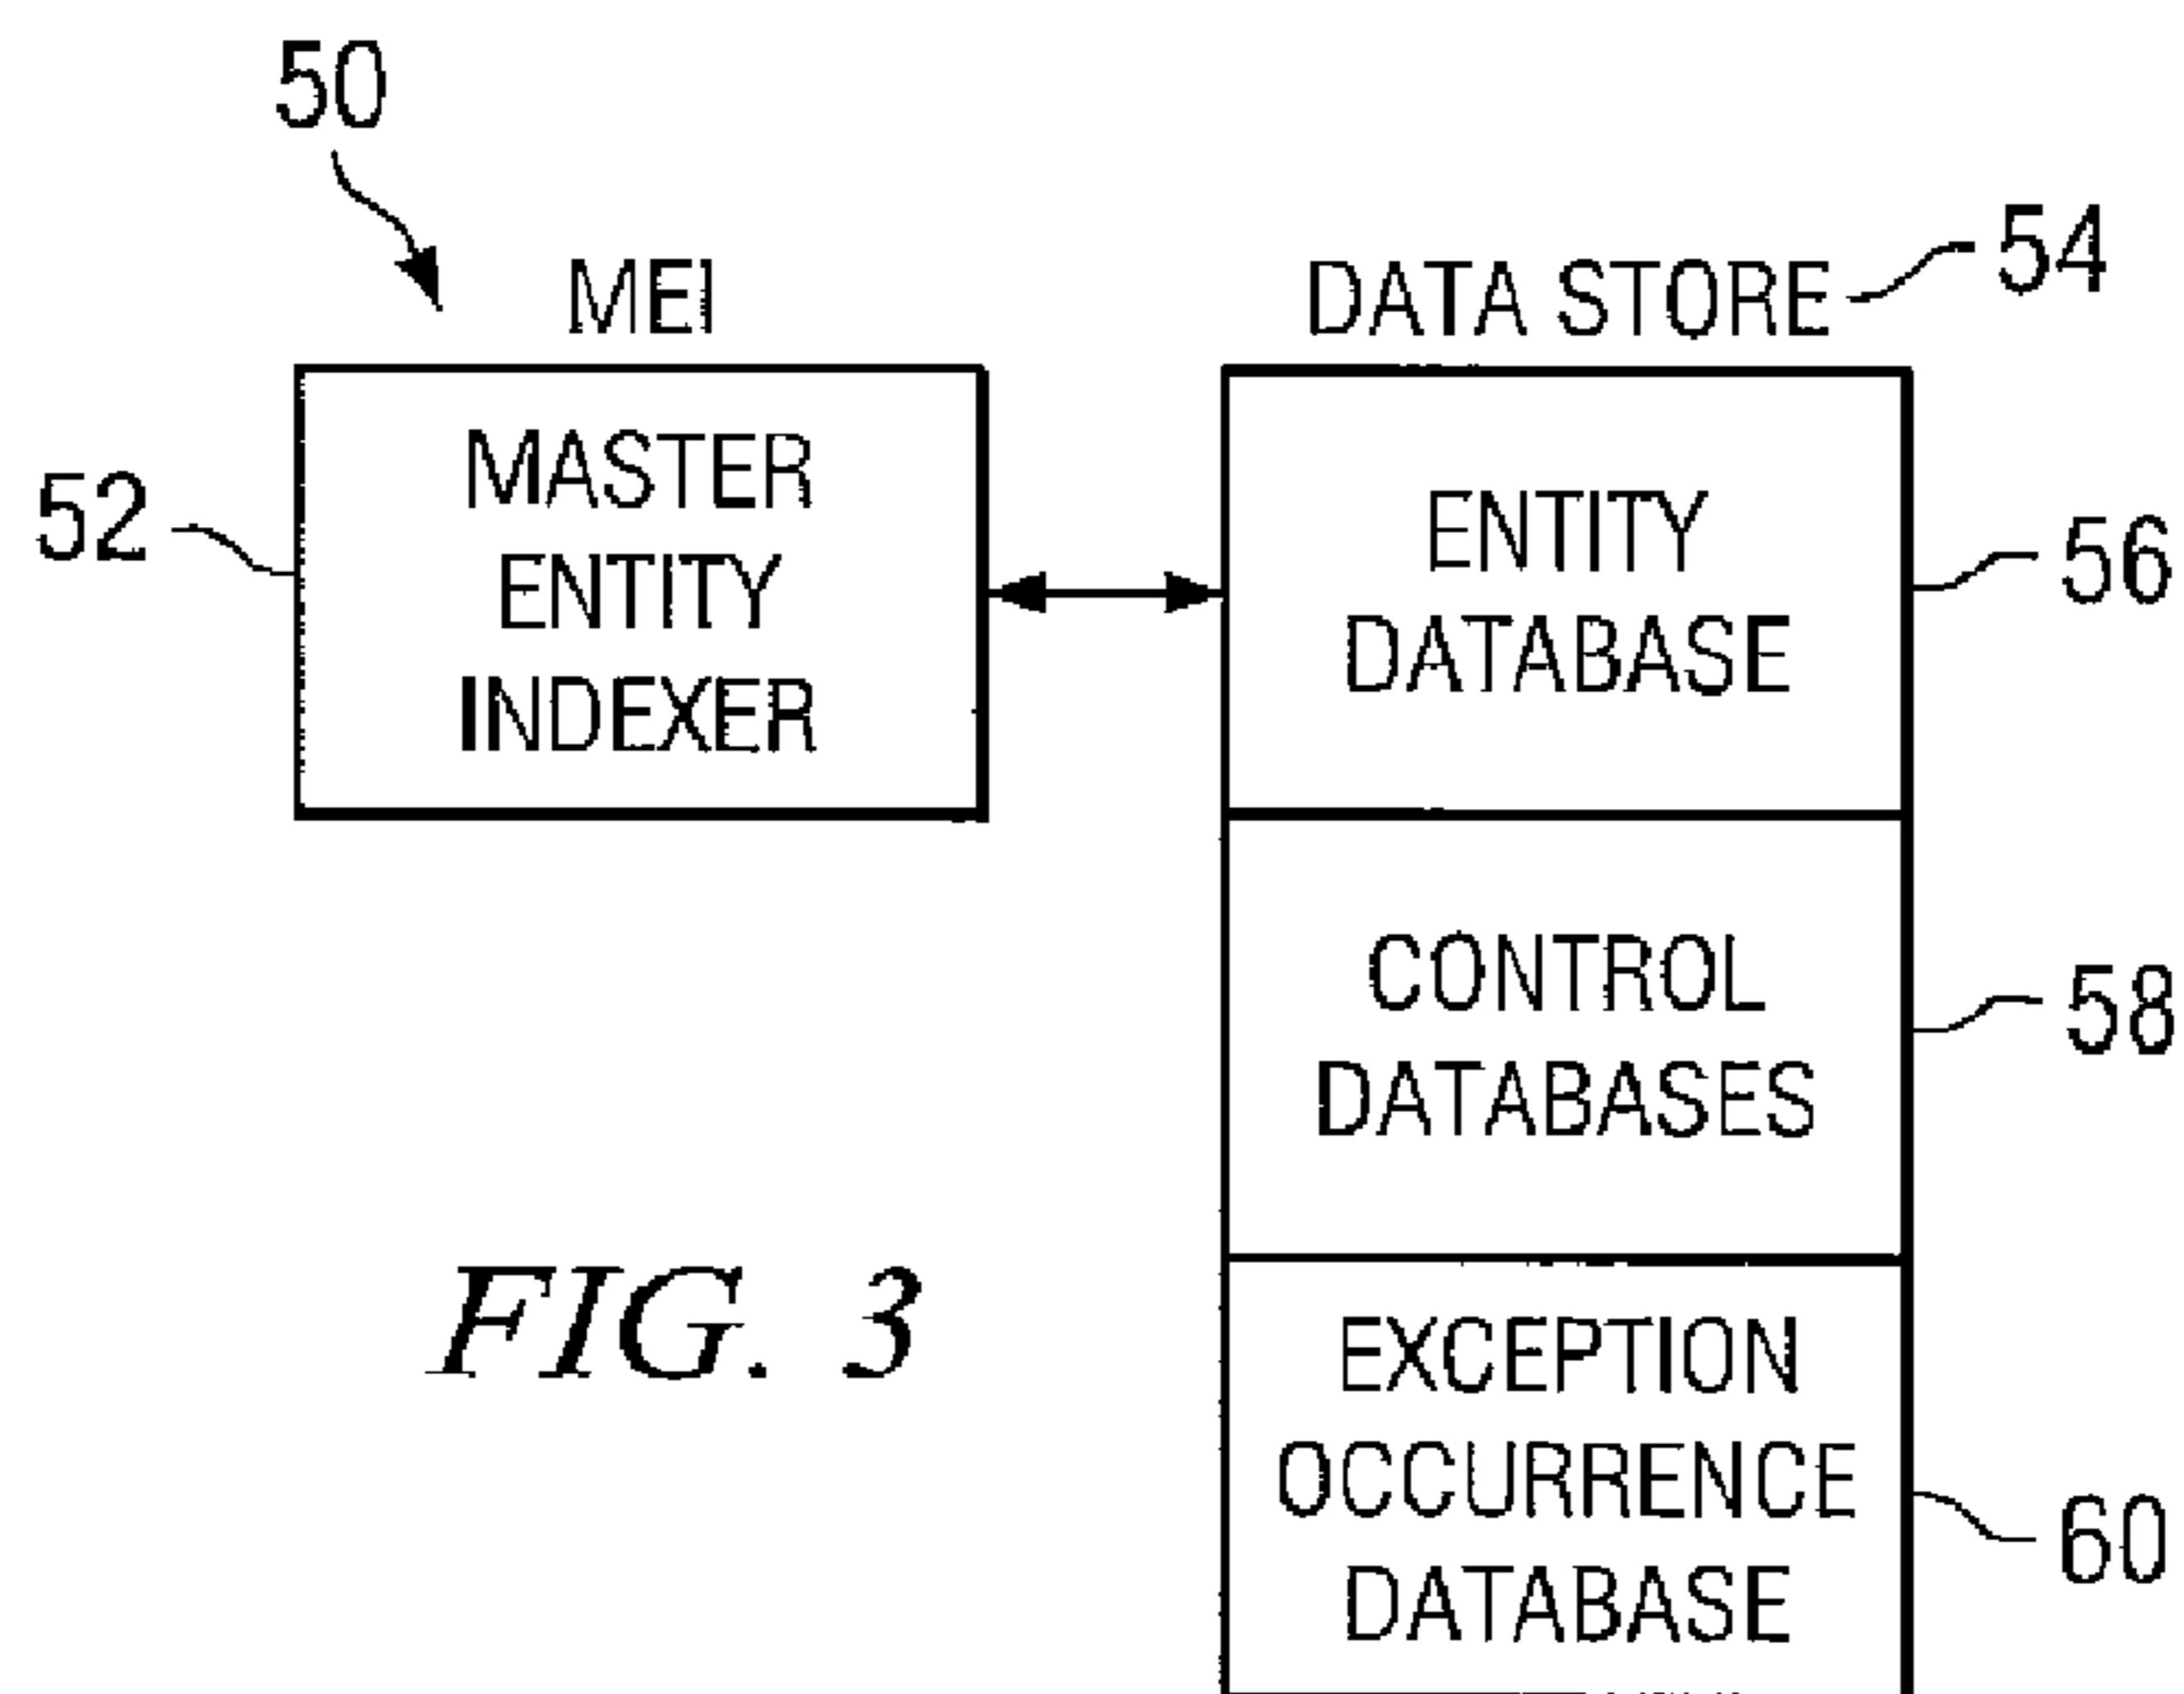 50
MEI
DATA STORE
54
52
MASTER
ENTITY
INDEXER
ENTITY
DATABASE
56
CONTROL
DATABASES
58
EXCEPTION
OCCURRENCE
DATABASE
60
FIG. 3